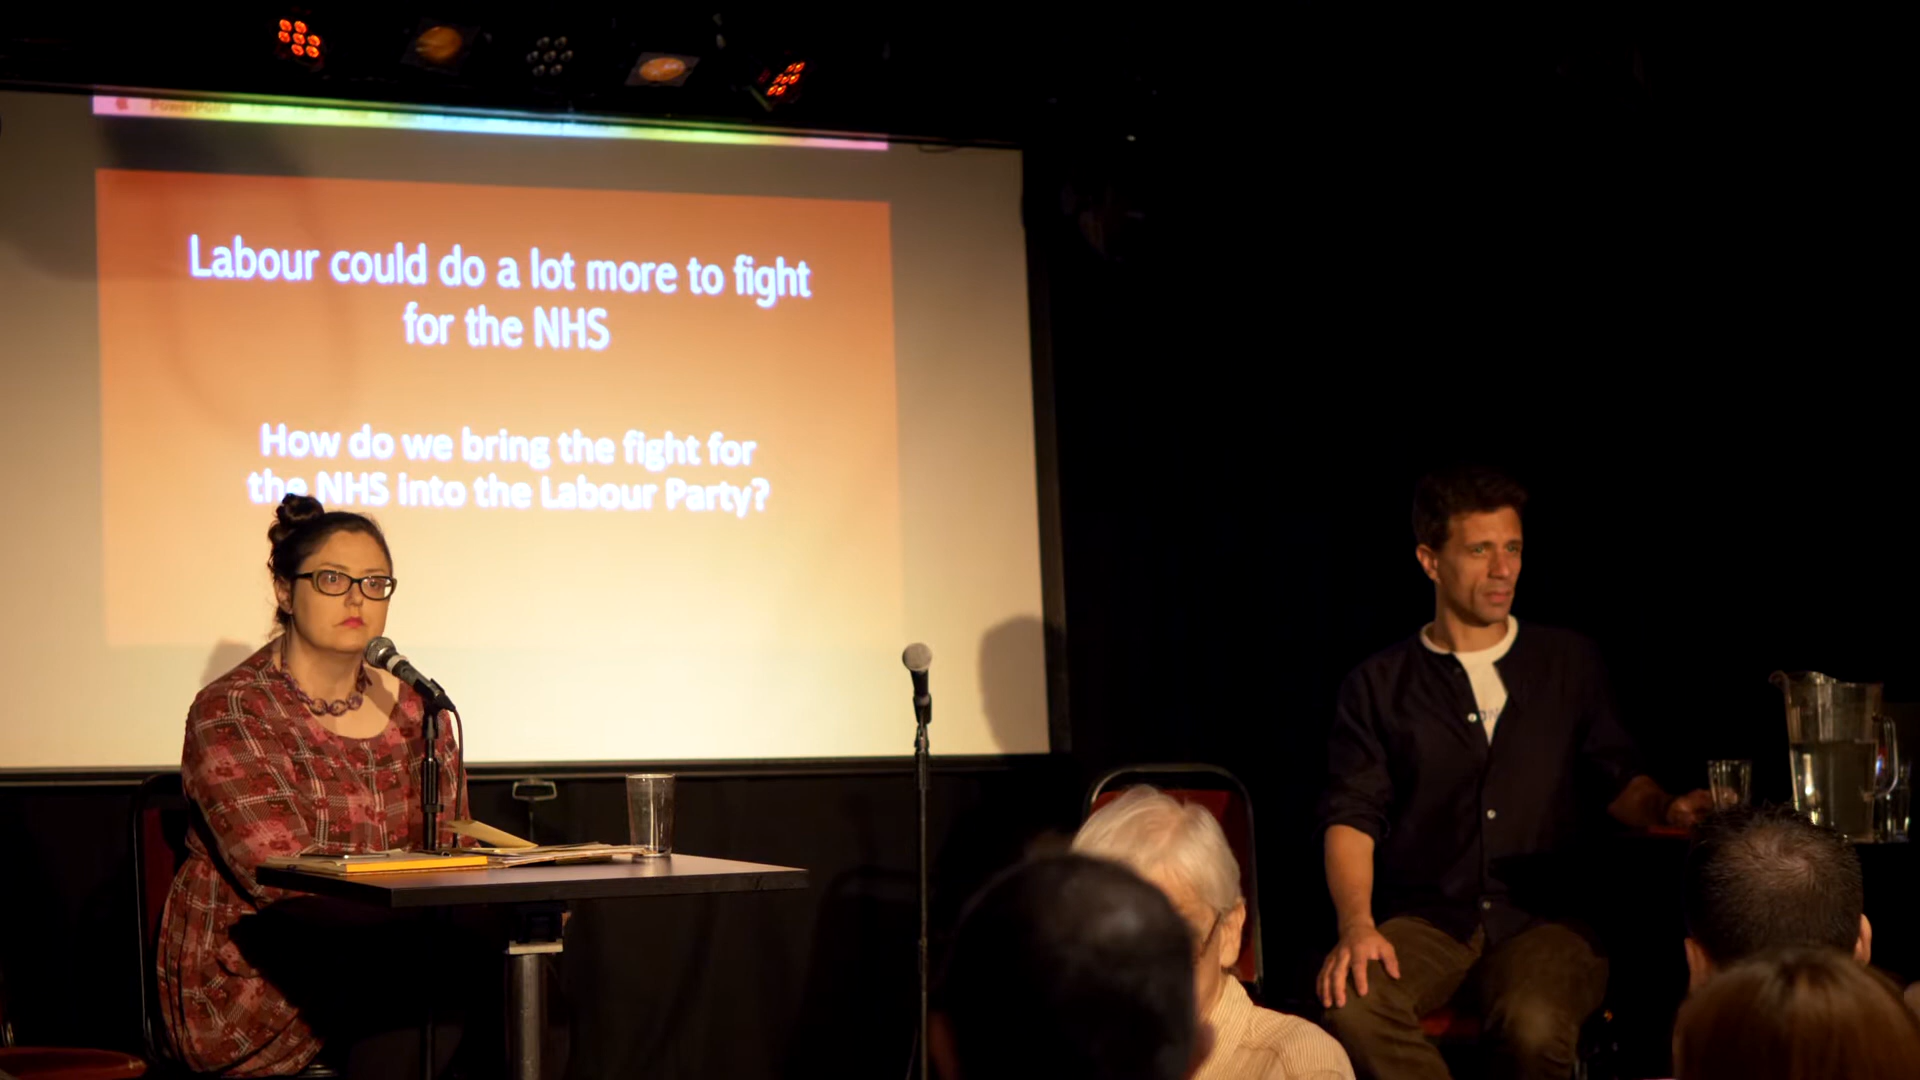 PowerPoint
Labour could do a lot more to fight
for the NHS
How do we bring the fight for
the NHS into the Labour Party?